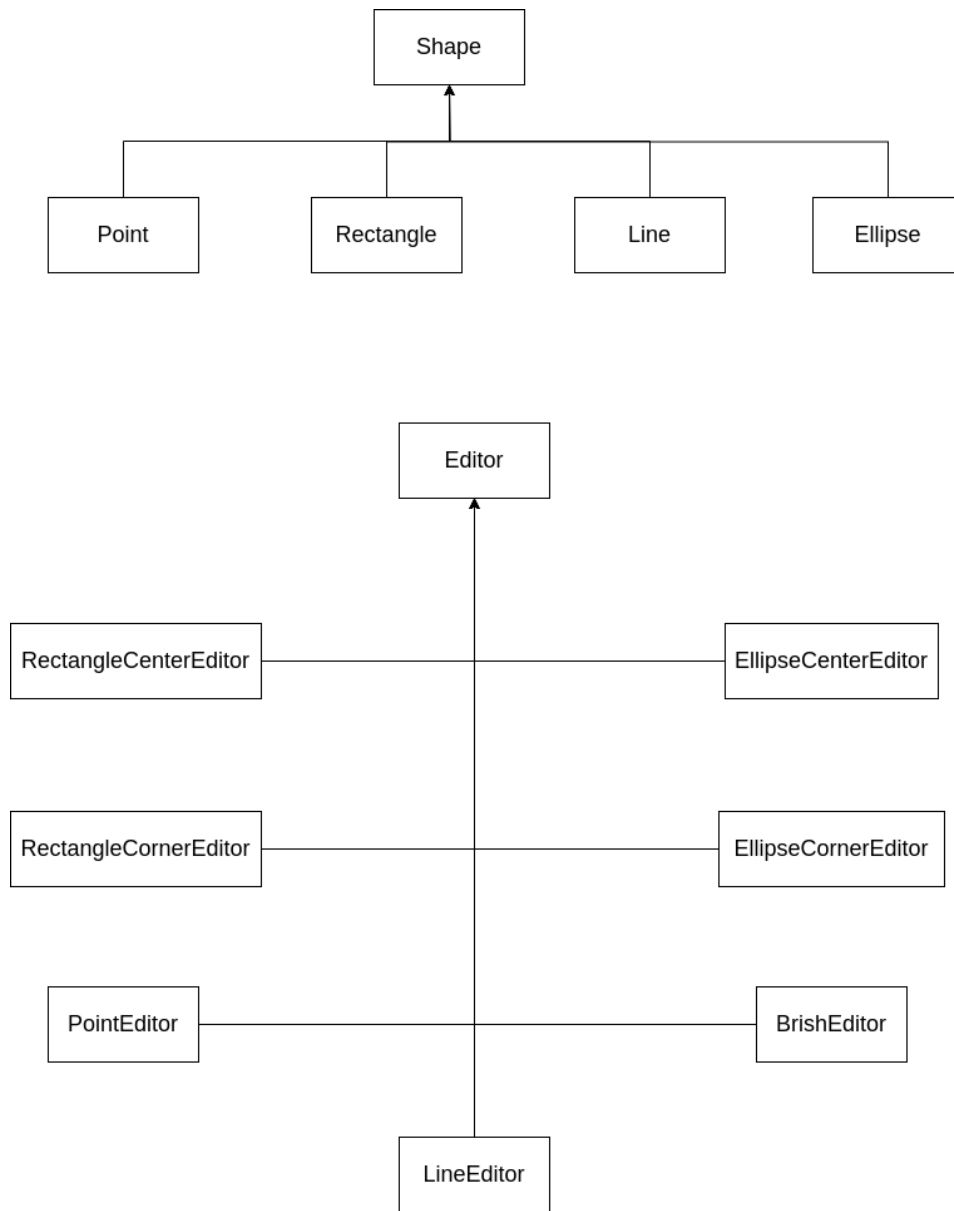 Shape
Point
Rectangle
Line
Ellipse
Editor
RectangleCenterEditor
EllipseCenterEditor
RectangleCornerEditor
EllipseCornerEditor
PointEditor
BrishEditor
LineEditor